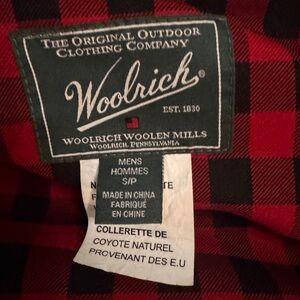 THE ORIGINAL OUTDOOR
CLOTHING COMPANY
Woolrich®
EST. 1830
WOOLRICH WOOLEN MILLS
WOOLRICH, PENNSYLVANIA
MENS
HOMMES
S/P
MADE IN CHINA
FABRIQUÉ
EN CHINE
COLLERETTE DE
COYOTE NATUREL
PROVENANT DES E.U